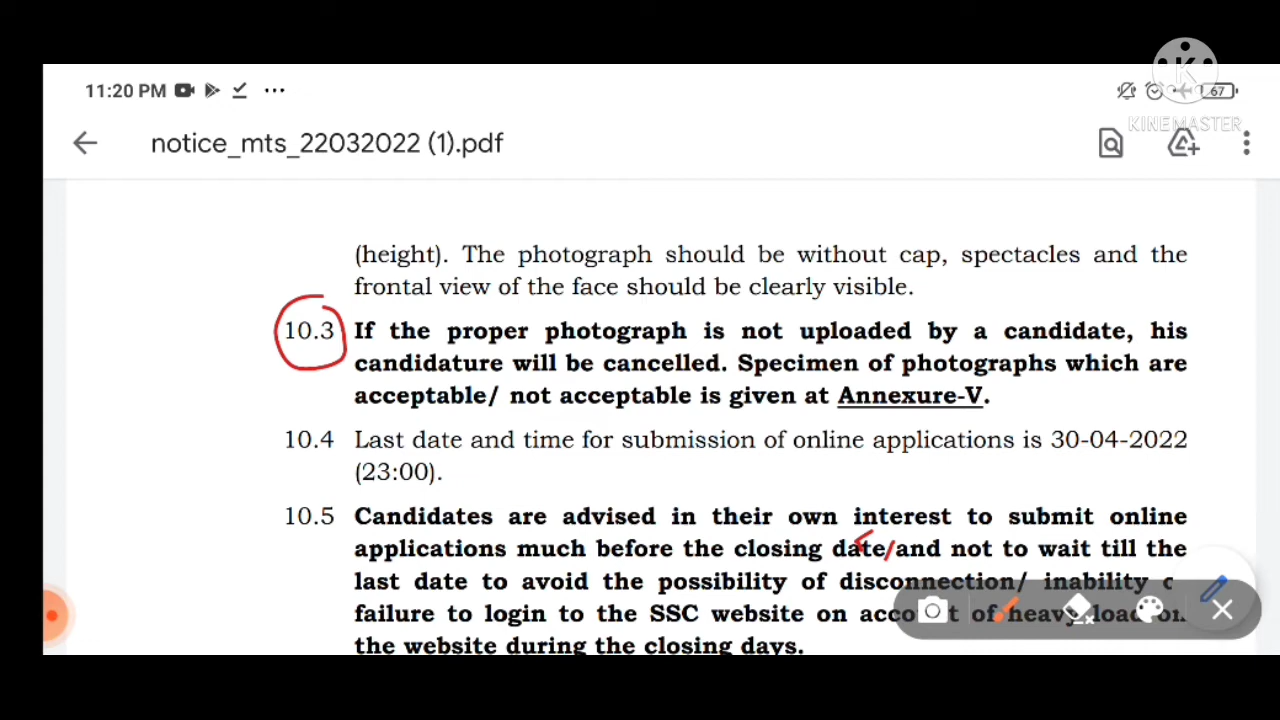 11:20 PM
67
KINEMASTER
notice_mts_22032022 (1).pdf
(height). The photograph should be without cap, spectacles and the
frontal view of the face should be clearly visible.
10.3 If the proper photograph is not uploaded by a candidate, his
candidature will be cancelled. Specimen of photographs which are
acceptable/ not acceptable is given at Annexure-V.
10.4 Last date and time for submission of online applications is 30-04-2022
(23:00).
10.5 Candidates are advised in their own interest to submit online
applications much before the closing date/and not to wait till the
last date to avoid the possibility of disconnection/ inability
failure to login to the SSC website on account of heavy load on
the website during the closing days.